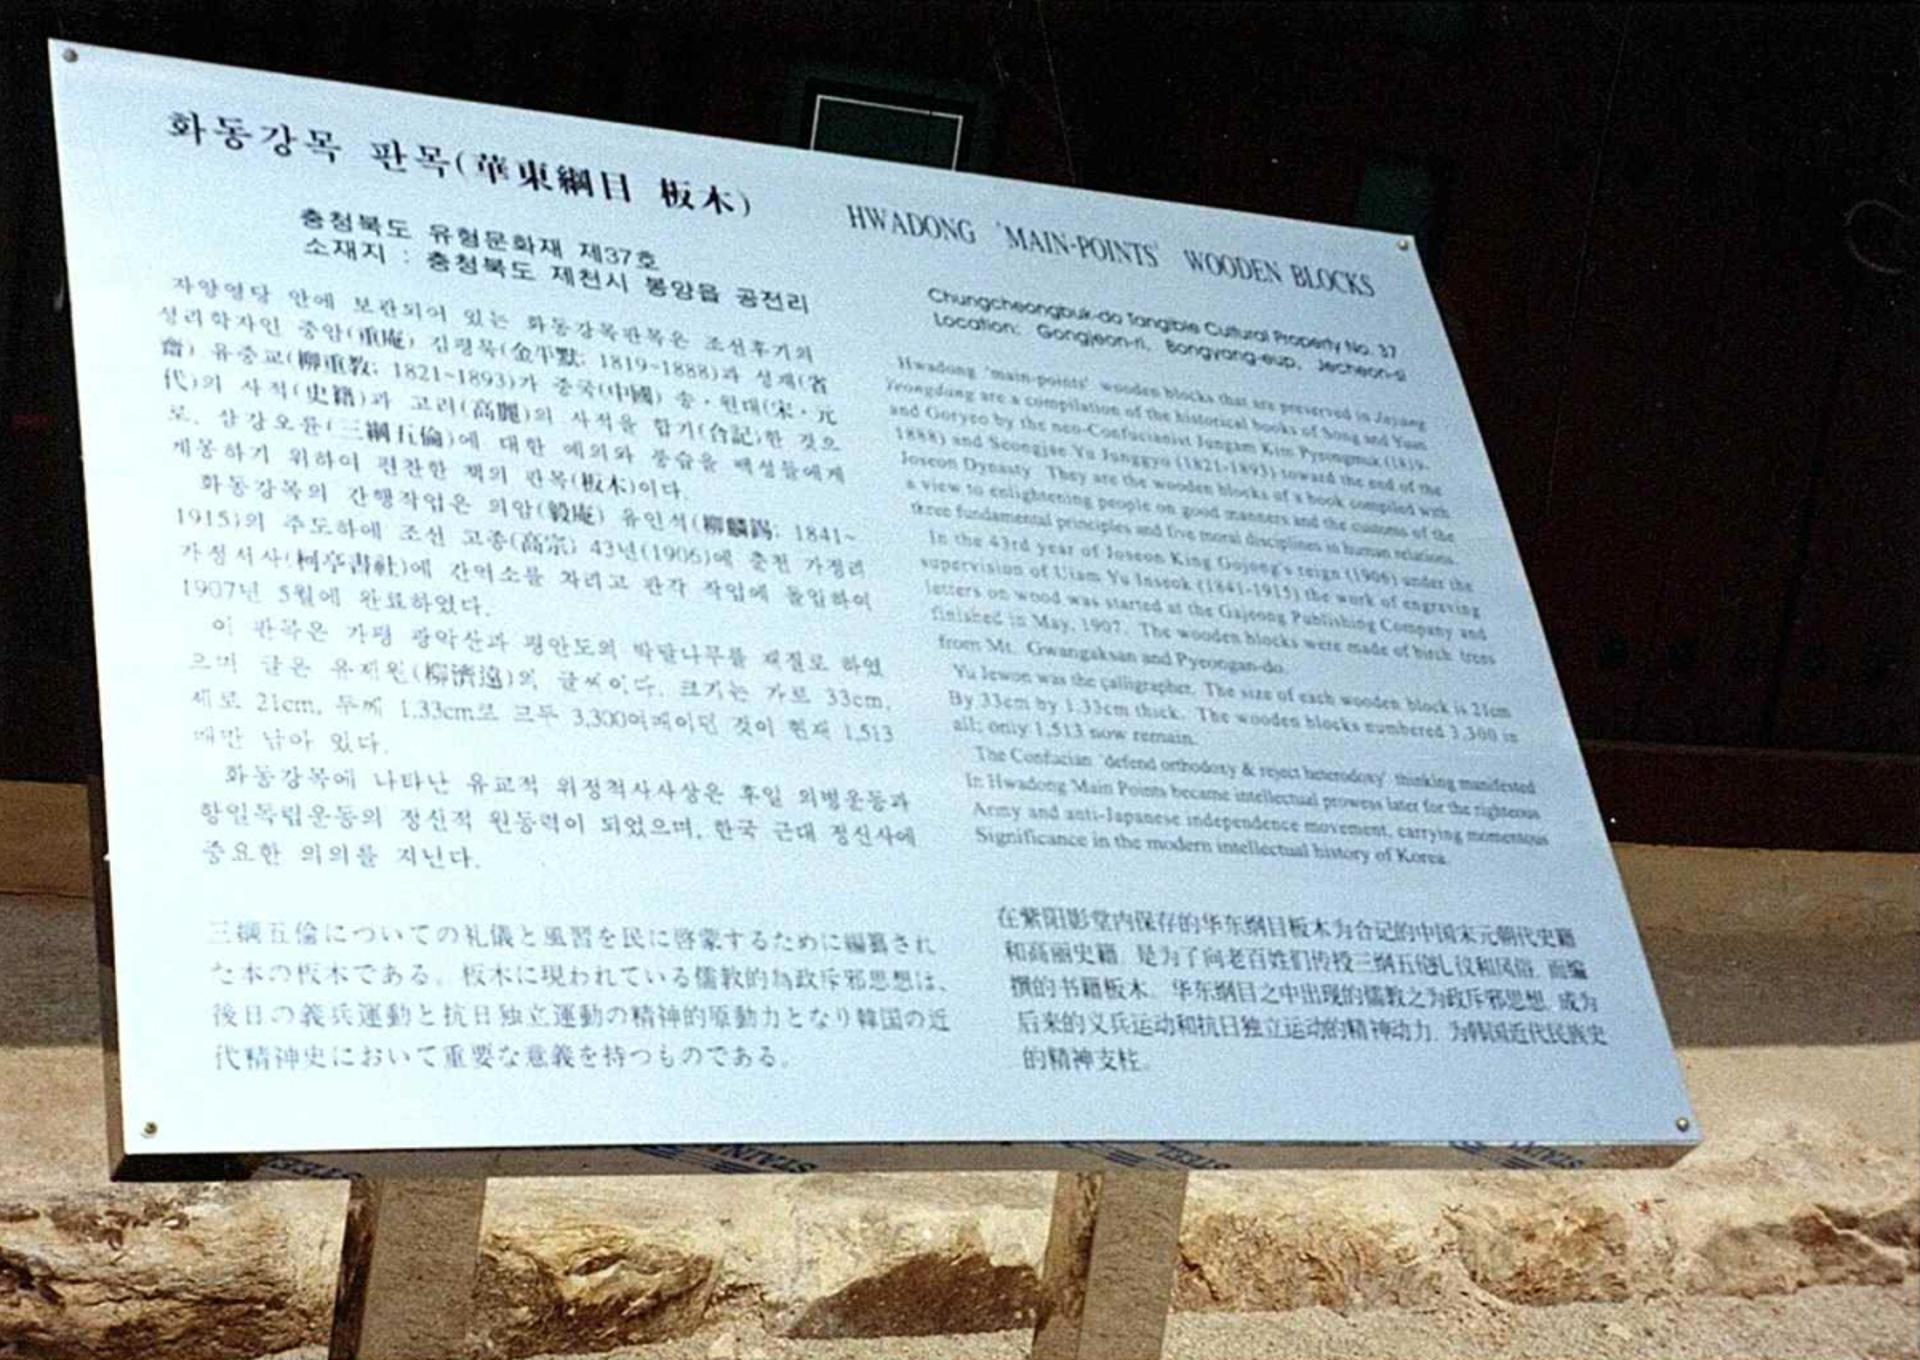 화동강목 판목(華東綱目 板木)
충청북도 유형문화재 제37호
소재지 : 충청북도 제천시 봉양읍 공전리
자양영당 안에 보관되어 있는 화동강목판목은 조선후기의
성리학자인 중암(重庵) 김평묵(金平默: 1819~1888)과 성재(省
齋) 유중교(柳重敎: 1821~1893)가 중국(中國) 송·원대(宋·元
代)의 사적(史籍)과 고려(高麗)의 사적을 합기(合記)한 것으
로, 삼강오륜(三綱五倫)에 대한 예의와 풍습을 백성들에게
계몽하기 위하여 편찬한 책의 판목(板木)이다.
화동강목의 간행작업은 의암(毅庵) 유인석(柳麟錫: 1841~
1915)의 주도하에 조선 고종(高宗) 43년(1906)에 춘천 가정리
가정서사(柯亭書社)에 간역소를 차리고 판각 작업에 돌입하여
1907년 5월에 완료하였다.
이 판목은 가평 광악산과 평안도의 박달나무를 재질로 하였
으며 글은 유제원(柳濟遠)의 글씨이다. 크기는 가로 33cm,
세로 21cm, 두께 1.33cm로 모두 3,300여매이던 것이 현재 1,513
매만 남아 있다.
화동강목에 나타난 유교적 위정척사사상은 후일 의병운동과
항일독립운동의 정신적 원동력이 되었으며, 한국 근대 정신사에
중요한 의의를 지닌다.
HWADONG 'MAIN-POINTS' WOODEN BLOCKS
Chungcheongbuk-do Tangible Cultural Property No. 37
Location: Gongjeon-ri, Bongyang-eup, Jecheon-si
Hwadong 'main-points' wooden blocks that are preserved in Jayang
Yeongdang are a compilation of the historical books of Song and Yuan
and Goryeo by the neo-Confucianist Jungam Kim Pyeongmuk (1819-
1888) and Seongjae Yu Junggyo (1821-1893) toward the end of the
Joseon Dynasty. They are the wooden blocks of a book compiled with
a view to enlightening people on good manners and the customs of the
three fundamental principles and five moral disciplines in human relations.
In the 43rd year of Joseon King Gojong's reign (1906) under the
supervision of Uiam Yu Inseok (1841-1915) the work of engraving
letters on wood was started at the Gajeong Publishing Company and
finished in May, 1907. The wooden blocks were made of birch trees
from Mt. Gwangaksan and Pyeongan-do.
Yu Jewon was the calligrapher. The size of each wooden block is 21cm
By 33cm by 1.33cm thick. The wooden blocks numbered 3,300 in
all; only 1,513 now remain.
The Confucian 'defend orthodoxy & reject heterodoxy' thinking manifested
In Hwadong Main Points became intellectual prowess later for the righteous
Army and anti-Japanese independence movement, carrying momentous
Significance in the modern intellectual history of Korea.
三綱五倫についての礼儀と風習を民に啓蒙するために編纂され
た本の板木である。板木に現われている儒教的為政斥邪思想は、
後日の義兵運動と抗日独立運動の精神的原動力となり韓国の近
代精神史において重要な意義を持つものである。
在紫阳影堂内保存的华东纲目板木为合记的中国宋元朝代史籍
和高丽史籍, 是为了向老百姓们传授三纲五伦礼仪和风俗, 而编
撰的书籍板木. 华东纲目之中出现的儒教之为政斥邪思想, 成为
后来的义兵运动和抗日独立运动的精神动力, 为韩国近代民族史
的精神支柱.